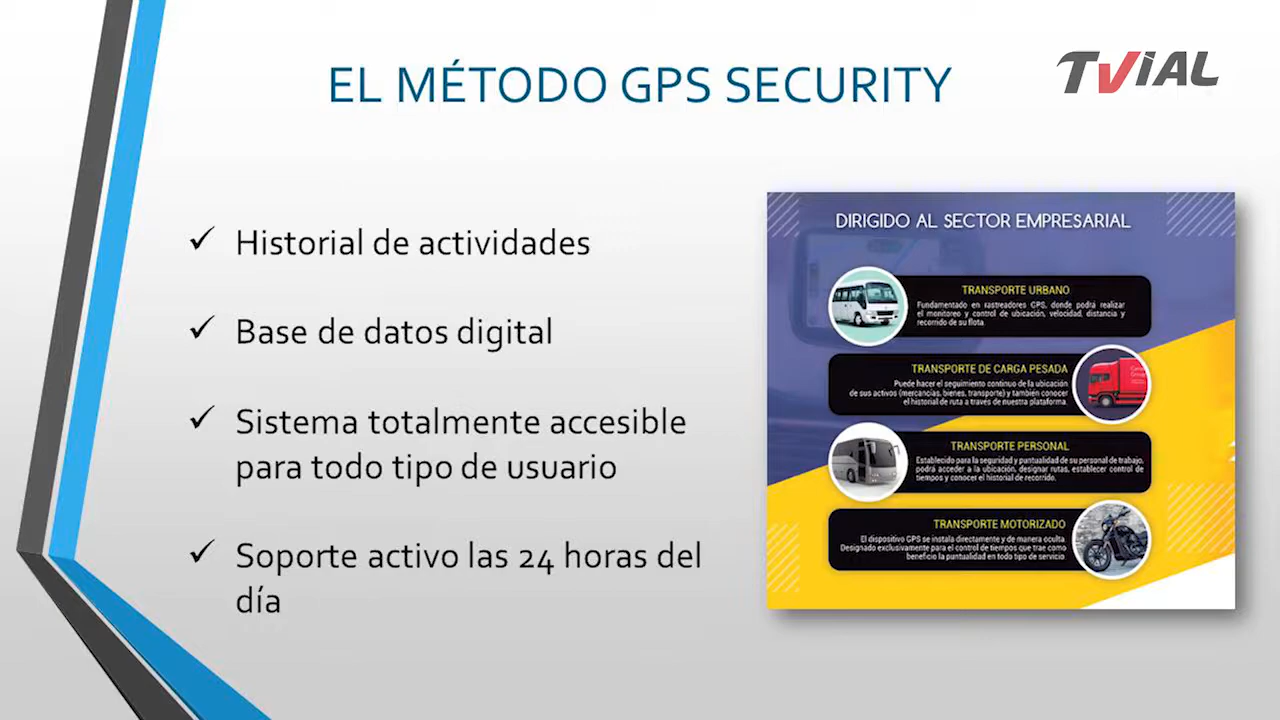 EL MÉTODO GPS SECURITY
TVIAL
Historial de actividades
Base de datos digital
Sistema totalmente accesible
para todo tipo de usuario
Soporte activo las 24 horas del
día
DIRIGIDO AL SECTOR EMPRESARIAL
TRANSPORTE URBANO
Fundamentado en rastreadores GPS, donde podrá realizar
el monitoreo y control de ubicación, velocidad, distancia y
recorrido de su flota.
TRANSPORTE DE CARGA PESADA
Puede hacer el seguimiento continuo de la ubicación
de sus activos (mercancías, bienes, transporte) y también conocer
el historial de ruta a través de nuestra plataforma.
TRANSPORTE PERSONAL
Establecido para la seguridad y puntualidad de su personal de trabajo,
podrá acceder a la ubicación, designar rutas, establecer control de
tiempos y conocer el historial de recorrido.
TRANSPORTE MOTORIZADO
El dispositivo GPS se instala directamente y de manera oculta.
Designado exclusivamente para el control de tiempos que trae como
beneficio la puntualidad en todo tipo de servicio.